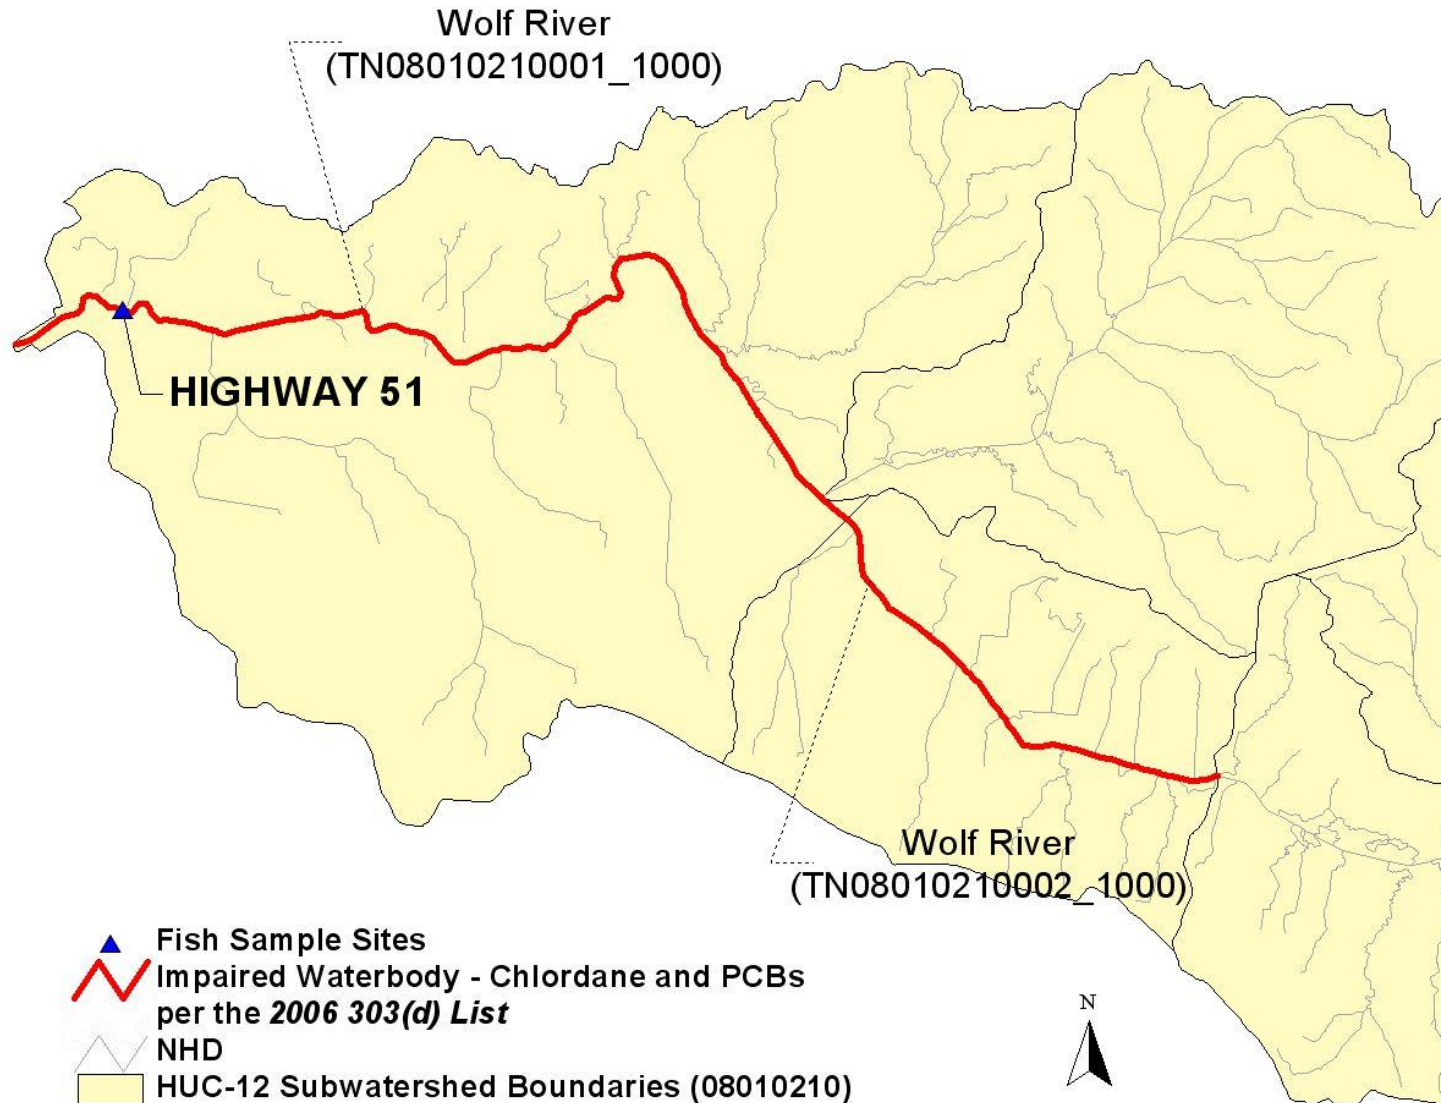 Wolf River
(TN08010210001_1000)
HIGHWAY 51
Wolf River
(TN08010210002_1000)
Fish Sample Sites
Impaired Waterbody - Chlordane and PCBs
per the 2006 303(d) List
NHD
HUC-12 Subwatershed Boundaries (08010210)
N